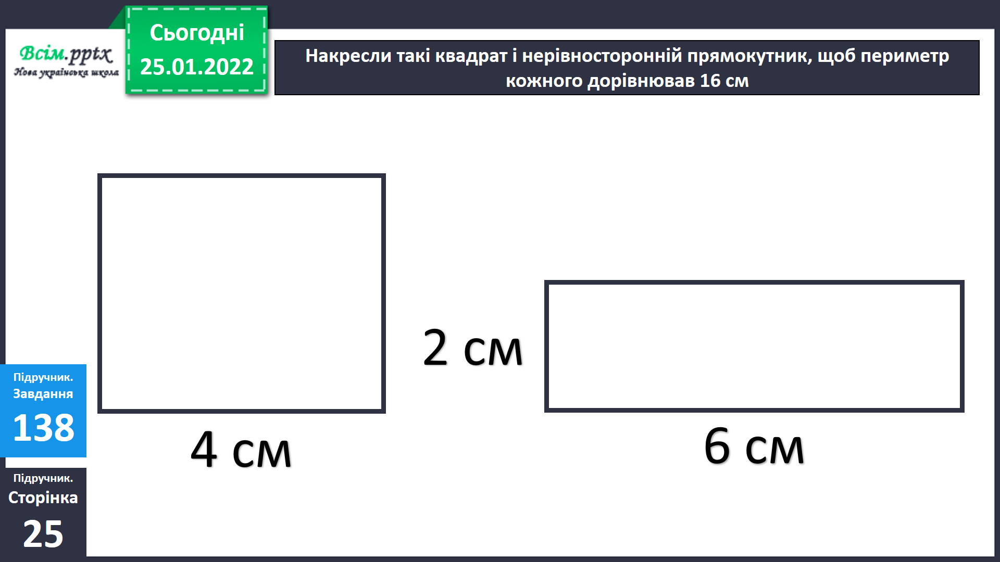 Всім.pptx
Нова українська школа
Сьогодні
25.01.2022
Накресли такі квадрат і нерівносторонній прямокутник, щоб периметр
кожного дорівнював 16 см
2 см
4 см
6 см
Підручник.
Завдання
138
Підручник.
Сторінка
25